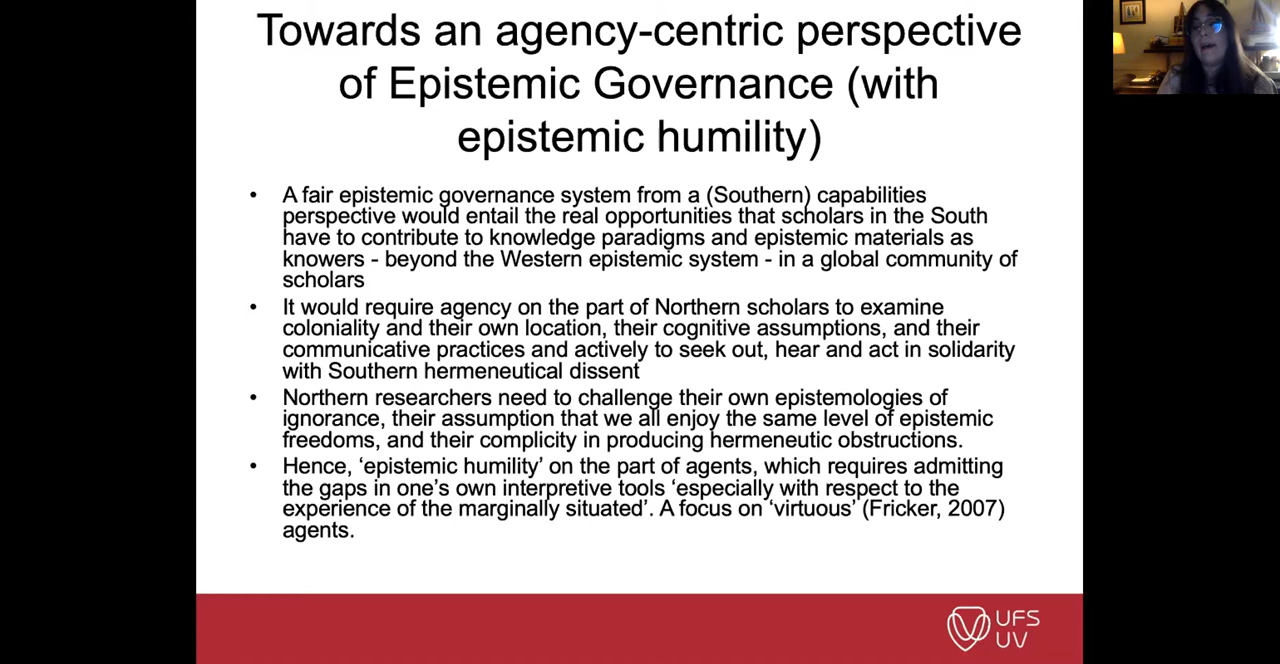 Towards an agency-centric perspective
of Epistemic Governance (with
epistemic humility)
• A fair epistemic governance system from a (Southern) capabilities
perspective would entail the real opportunities that scholars in the South
have to contribute to knowledge paradigms and epistemic materials as
knowers - beyond the Western epistemic system - in a global community of
scholars
• It would require agency on the part of Northern scholars to examine
coloniality and their own location, their cognitive assumptions, and their
communicative practices and actively to seek out, hear and act in solidarity
with Southern hermeneutical dissent
• Northern researchers need to challenge their own epistemologies of
ignorance, their assumption that we all enjoy the same level of epistemic
freedoms, and their complicity in producing hermeneutic obstructions.
• Hence, ‘epistemic humility’ on the part of agents, which requires admitting
the gaps in one’s own interpretive tools ‘especially with respect to the
experience of the marginally situated’. A focus on ‘virtuous’ (Fricker, 2007)
agents.
UFS
UV